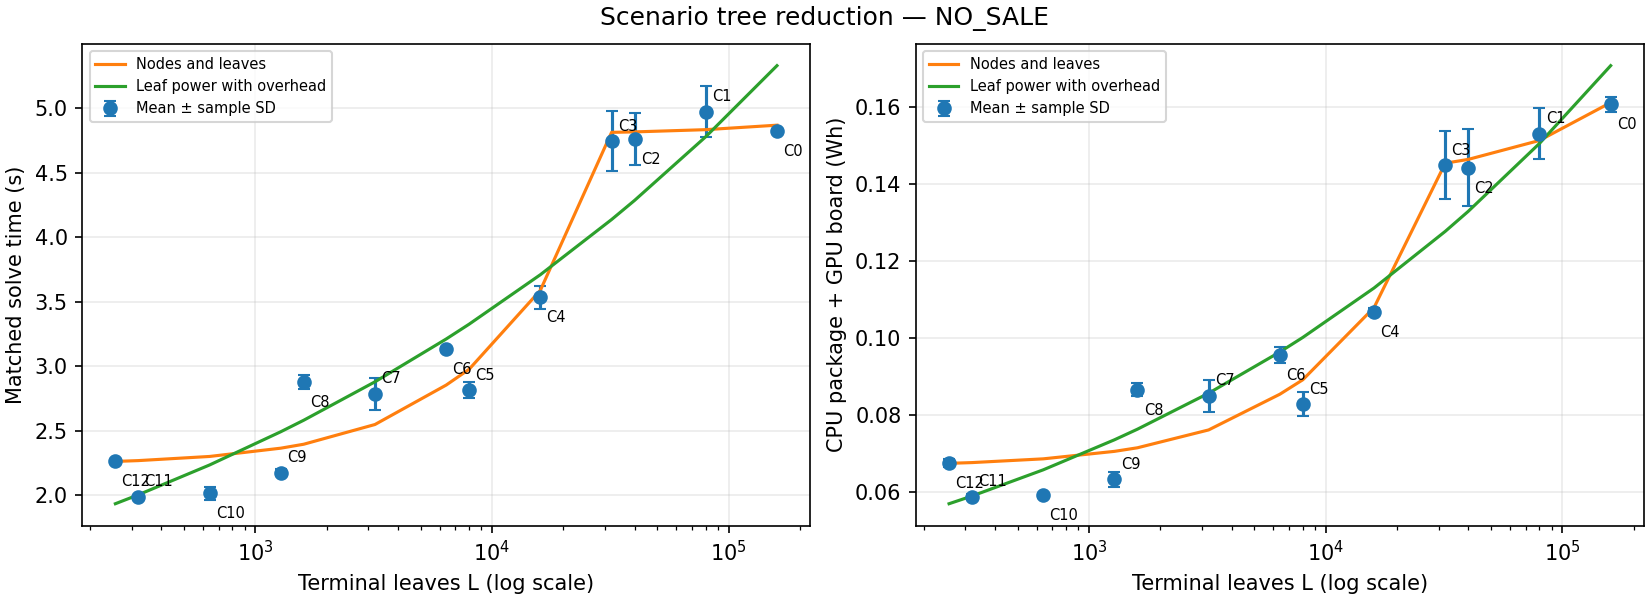 Scenario tree reduction — NO_SALE
Nodes and leaves
Leaf power with overhead
Mean ± sample SD
Matched solve time (s)
5.0
4.5
4.0
3.5
3.0
2.5
2.0
C1
C3
C2
C0
C4
C6
C5
C7
C8
C9
C12
C11
C10
10³
10⁴
10⁵
Terminal leaves L (log scale)
Nodes and leaves
Leaf power with overhead
Mean ± sample SD
CPU package + GPU board (Wh)
0.16
0.14
0.12
0.10
0.08
0.06
C1
C0
C3
C2
C4
C6
C5
C7
C8
C9
C12
C11
C10
10³
10⁴
10⁵
Terminal leaves L (log scale)